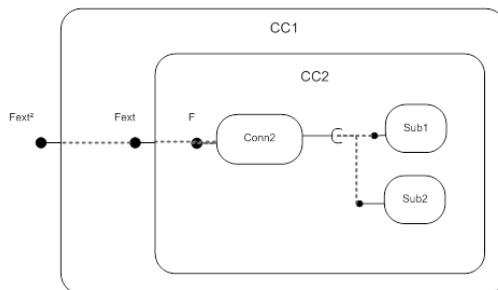 CC1
CC2
Fext²
Fext
F
Conn2
Sub1
Sub2